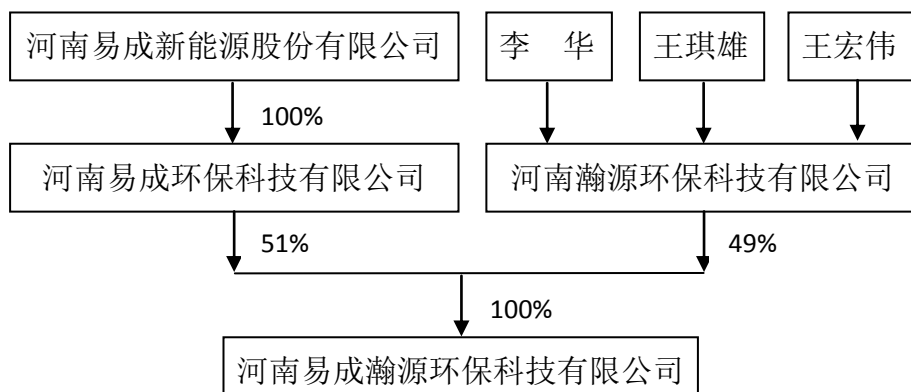 河南易成新能源股份有限公司
李 华
王琪雄
王宏伟
100%
河南易成环保科技有限公司
河南瀚源环保科技有限公司
51%
49%
100%
河南易成瀚源环保科技有限公司